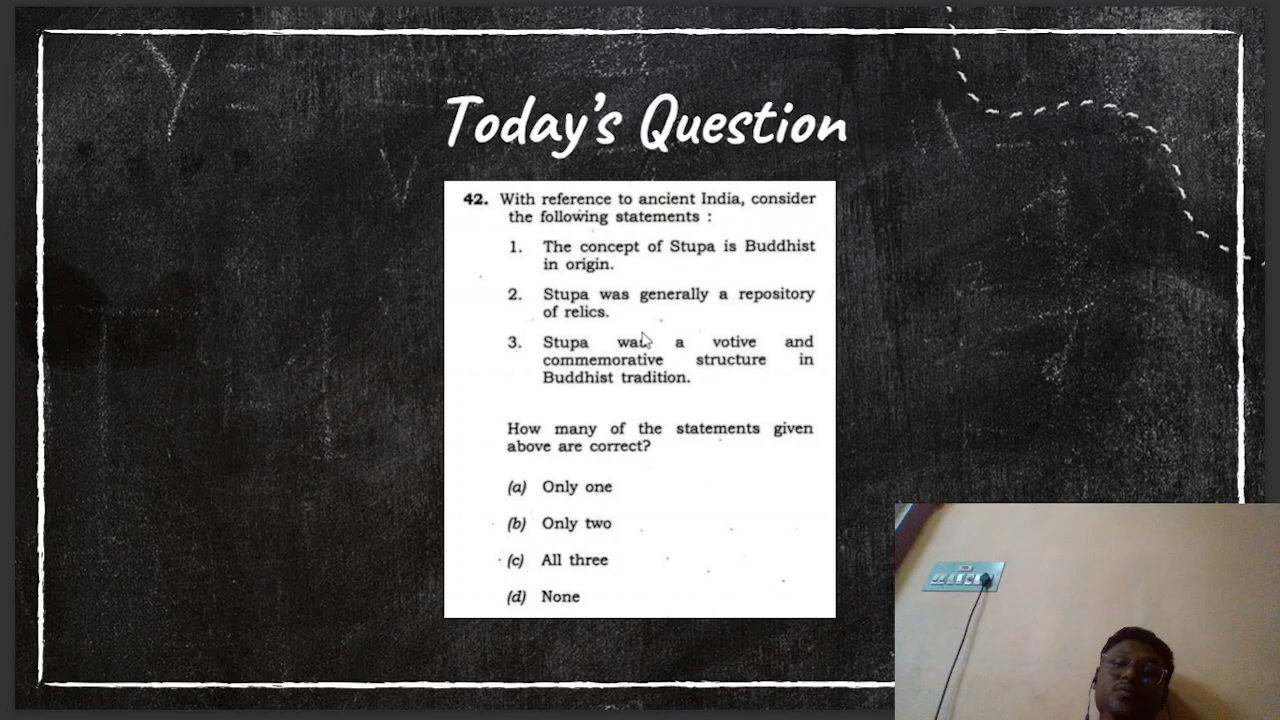 Today's Question
42. With reference to ancient India, consider
the following statements :
1. The concept of Stupa is Buddhist
in origin.
2. Stupa was generally a repository
of relics.
3. Stupa was a votive and
commemorative structure in
Buddhist tradition.
How many of the statements given
above are correct?
(a) Only one
(b) Only two
(c) All three
(d) None